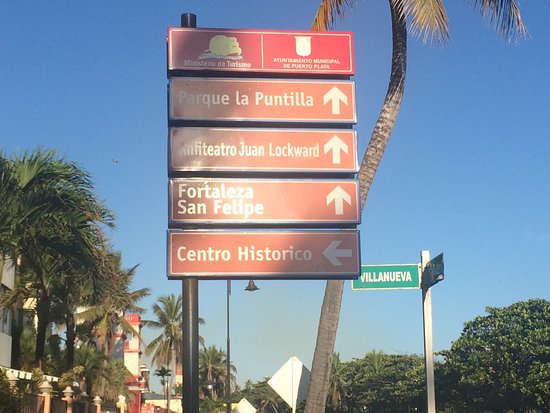 Ministerio de Turismo
AYUNTAMIENTO MUNICIPAL
DE PUERTO PLATA
Parque la Puntilla
Anfiteatro Juan Lockward
Fortaleza
San Felipe
Centro Historico
VILLANUEVA